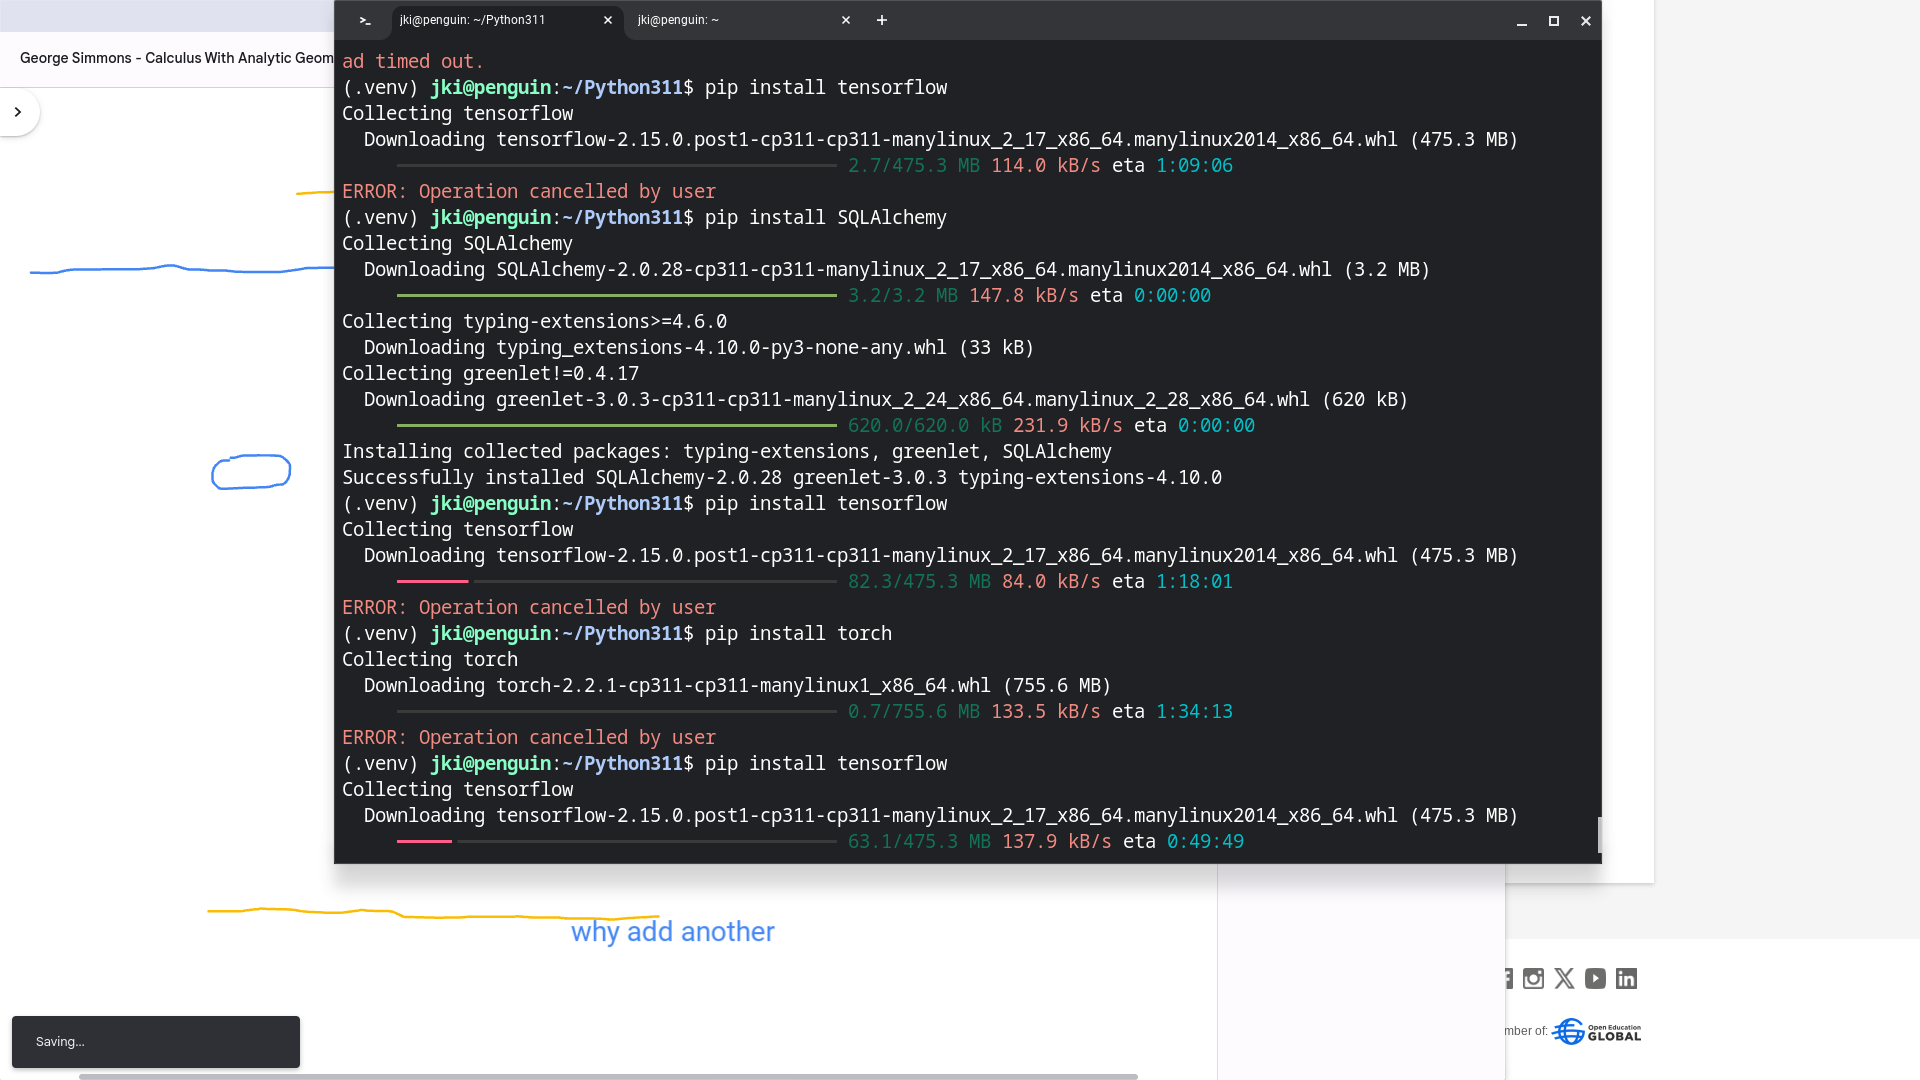 jki@penguin: ~/Python311
jki@penguin: ~
George Simmons - Calculus With Analytic Geom
ad timed out.
(.venv) jki@penguin:~/Python311$ pip install tensorflow
Collecting tensorflow
Downloading tensorflow-2.15.0.post1-cp311-cp311-manylinux_2_17_x86_64.manylinux2014_x86_64.whl (475.3 MB)
2.7/475.3 MB 114.0 kB/s eta 1:09:06
ERROR: Operation cancelled by user
(.venv) jki@penguin:~/Python311$ pip install SQLAlchemy
Collecting SQLAlchemy
Downloading SQLAlchemy-2.0.28-cp311-cp311-manylinux_2_17_x86_64.manylinux2014_x86_64.whl (3.2 MB)
3.2/3.2 MB 147.8 kB/s eta 0:00:00
Collecting typing-extensions>=4.6.0
Downloading typing_extensions-4.10.0-py3-none-any.whl (33 kB)
Collecting greenlet!=0.4.17
Downloading greenlet-3.0.3-cp311-cp311-manylinux_2_24_x86_64.manylinux_2_28_x86_64.whl (620 kB)
620.0/620.0 kB 231.9 kB/s eta 0:00:00
Installing collected packages: typing-extensions, greenlet, SQLAlchemy
Successfully installed SQLAlchemy-2.0.28 greenlet-3.0.3 typing-extensions-4.10.0
(.venv) jki@penguin:~/Python311$ pip install tensorflow
Collecting tensorflow
Downloading tensorflow-2.15.0.post1-cp311-cp311-manylinux_2_17_x86_64.manylinux2014_x86_64.whl (475.3 MB)
82.3/475.3 MB 84.0 kB/s eta 1:18:01
ERROR: Operation cancelled by user
(.venv) jki@penguin:~/Python311$ pip install torch
Collecting torch
Downloading torch-2.2.1-cp311-cp311-manylinux1_x86_64.whl (755.6 MB)
0.7/755.6 MB 133.5 kB/s eta 1:34:13
ERROR: Operation cancelled by user
(.venv) jki@penguin:~/Python311$ pip install tensorflow
Collecting tensorflow
Downloading tensorflow-2.15.0.post1-cp311-cp311-manylinux_2_17_x86_64.manylinux2014_x86_64.whl (475.3 MB)
63.1/475.3 MB 137.9 kB/s eta 0:49:49
why add another
mber of: Open Education
GLOBAL
Saving...